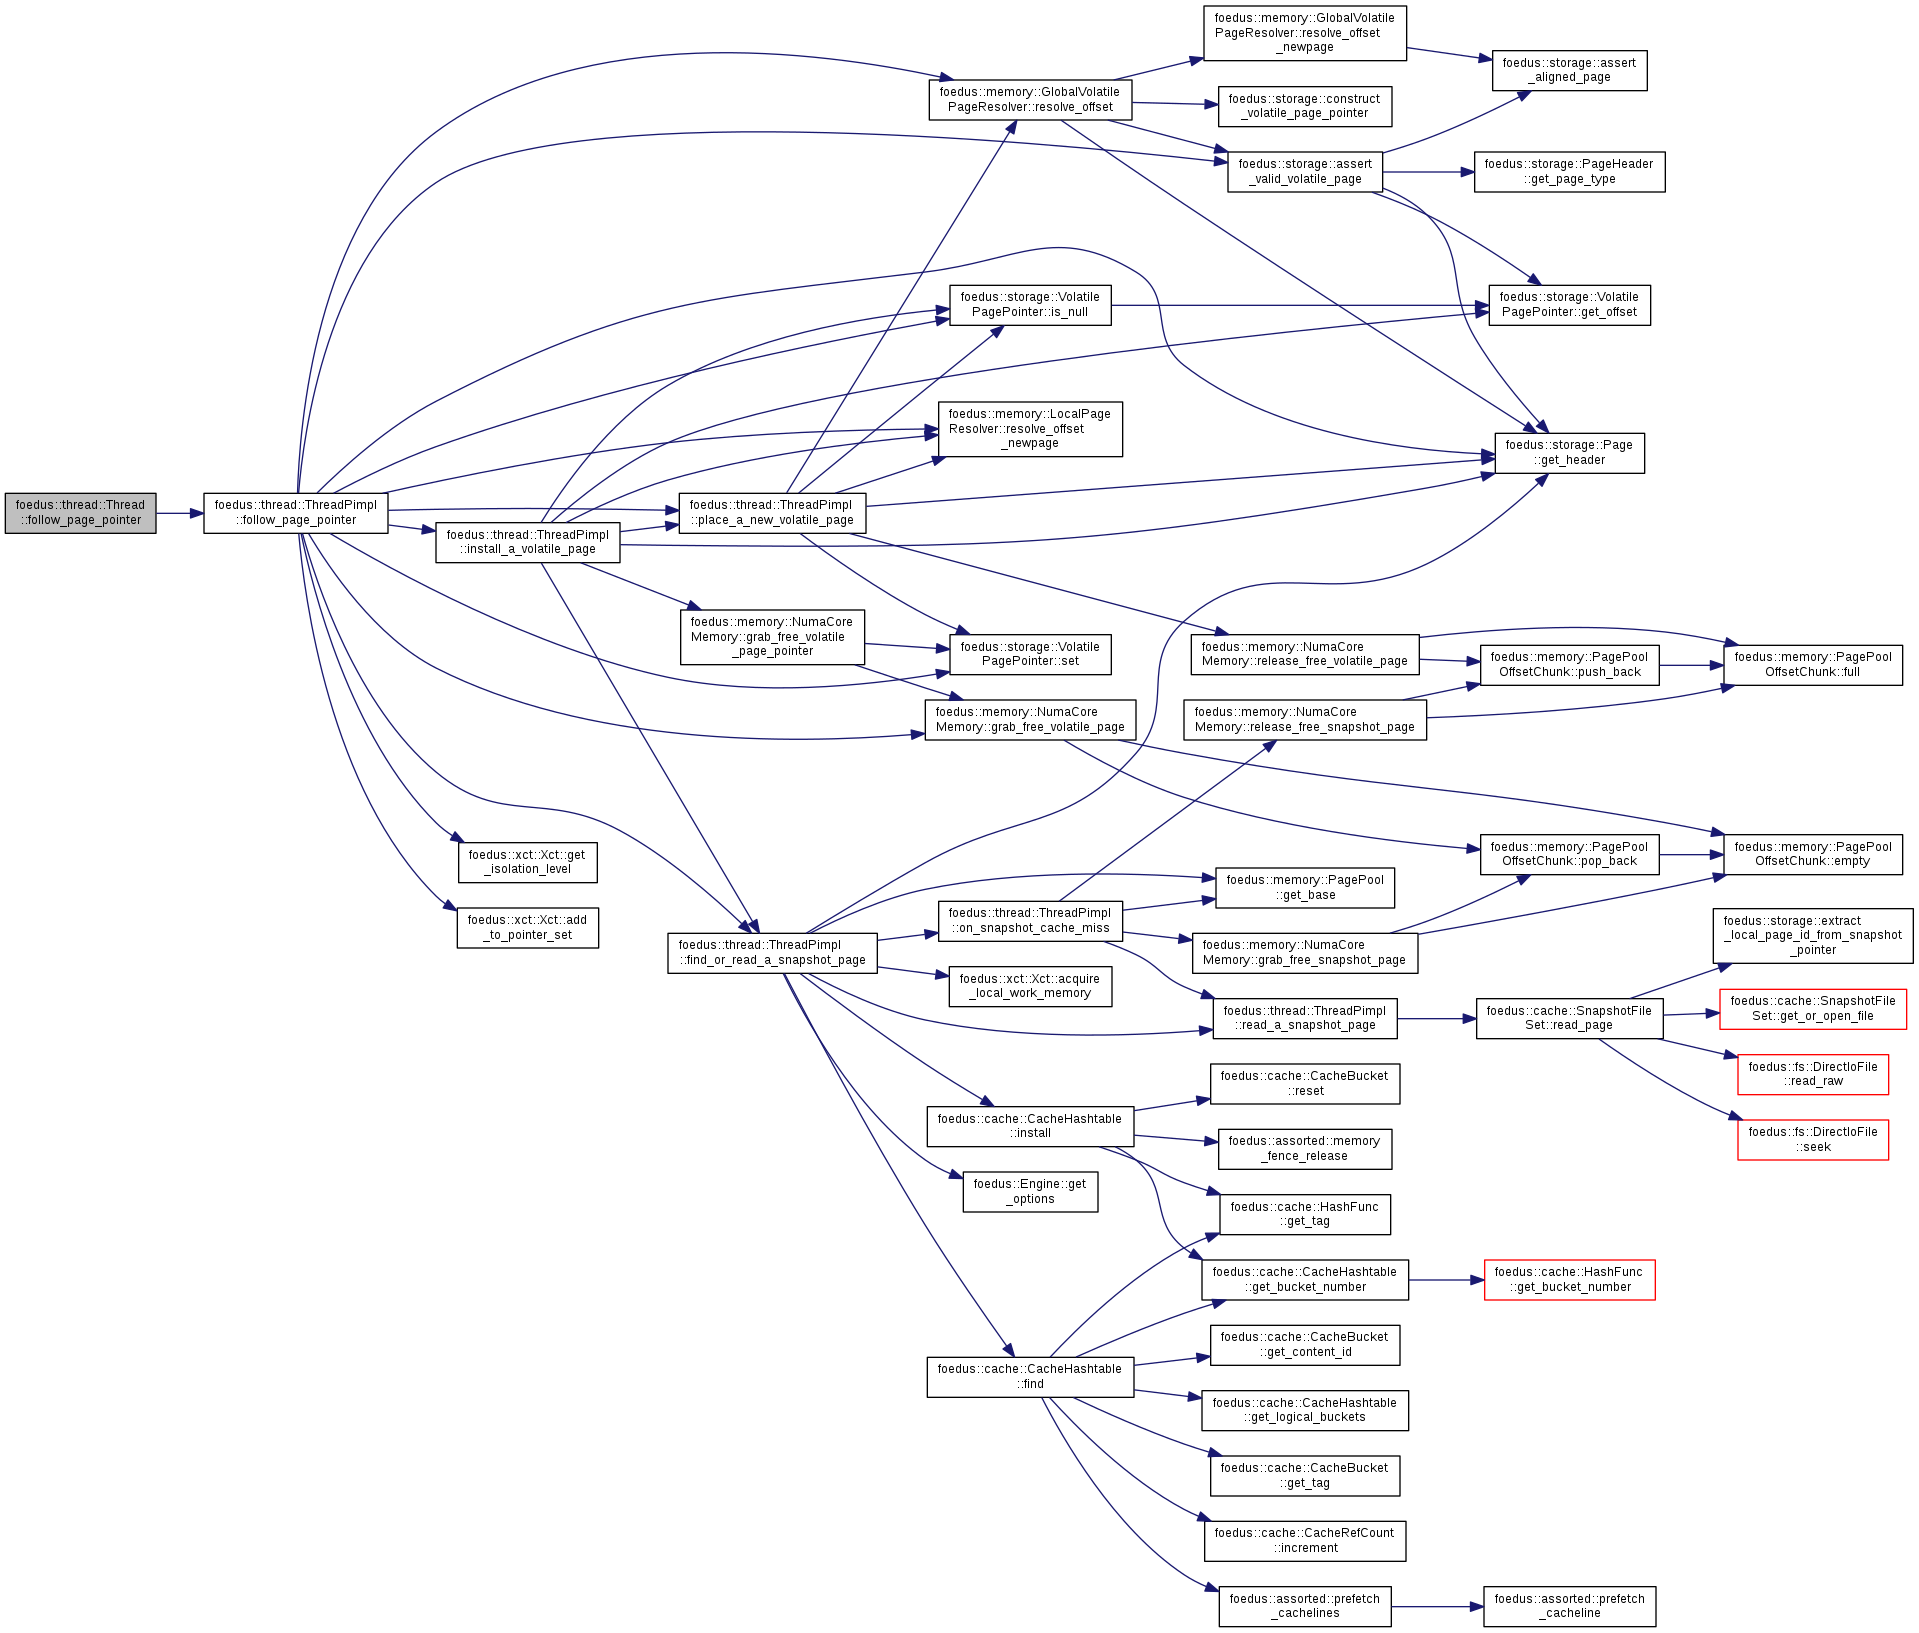 foedus::thread::Thread
::follow_page_pointer
foedus::thread::ThreadPimpl
::follow_page_pointer
foedus::memory::GlobalVolatile
PageResolver::resolve_offset
foedus::memory::GlobalVolatile
PageResolver::resolve_offset
_newpage
foedus::storage::assert
_aligned_page
foedus::storage::construct
_volatile_page_pointer
foedus::storage::assert
_valid_volatile_page
foedus::storage::PageHeader
::get_page_type
foedus::storage::Volatile
PagePointer::is_null
foedus::storage::Volatile
PagePointer::get_offset
foedus::memory::LocalPage
Resolver::resolve_offset
_newpage
foedus::storage::Page
::get_header
foedus::thread::ThreadPimpl
::install_a_volatile_page
foedus::thread::ThreadPimpl
::place_a_new_volatile_page
foedus::memory::NumaCore
Memory::grab_free_volatile
_page_pointer
foedus::storage::Volatile
PagePointer::set
foedus::memory::NumaCore
Memory::release_free_volatile_page
foedus::memory::PagePool
OffsetChunk::push_back
foedus::memory::PagePool
OffsetChunk::full
foedus::memory::NumaCore
Memory::grab_free_volatile_page
foedus::memory::NumaCore
Memory::release_free_snapshot_page
foedus::xct::Xct::get
_isolation_level
foedus::memory::PagePool
OffsetChunk::pop_back
foedus::memory::PagePool
OffsetChunk::empty
foedus::xct::Xct::add
_to_pointer_set
foedus::memory::PagePool
::get_base
foedus::thread::ThreadPimpl
::find_or_read_a_snapshot_page
foedus::thread::ThreadPimpl
::on_snapshot_cache_miss
foedus::memory::NumaCore
Memory::grab_free_snapshot_page
foedus::storage::extract
_local_page_id_from_snapshot
_pointer
foedus::xct::Xct::acquire
_local_work_memory
foedus::thread::ThreadPimpl
::read_a_snapshot_page
foedus::cache::SnapshotFile
Set::read_page
foedus::cache::SnapshotFile
Set::get_or_open_file
foedus::fs::DirectIoFile
::read_raw
foedus::fs::DirectIoFile
::seek
foedus::cache::CacheHashtable
::install
foedus::cache::CacheBucket
::reset
foedus::assorted::memory
_fence_release
foedus::Engine::get
_options
foedus::cache::HashFunc
::get_tag
foedus::cache::CacheHashtable
::get_bucket_number
foedus::cache::HashFunc
::get_bucket_number
foedus::cache::CacheHashtable
::find
foedus::cache::CacheBucket
::get_content_id
foedus::cache::CacheHashtable
::get_logical_buckets
foedus::cache::CacheBucket
::get_tag
foedus::cache::CacheRefCount
::increment
foedus::assorted::prefetch
_cachelines
foedus::assorted::prefetch
_cacheline